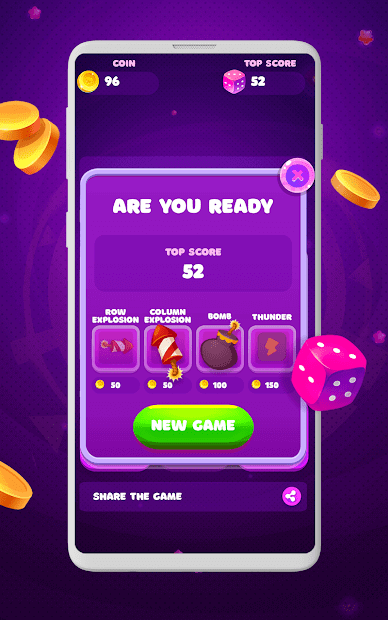 COIN
TOP SCORE
96
52
ARE YOU READY
TOP SCORE
52
ROW
EXPLOSION
COLUMN
EXPLOSION
BOMB
THUNDER
50
50
100
150
NEW GAME
SHARE THE GAME